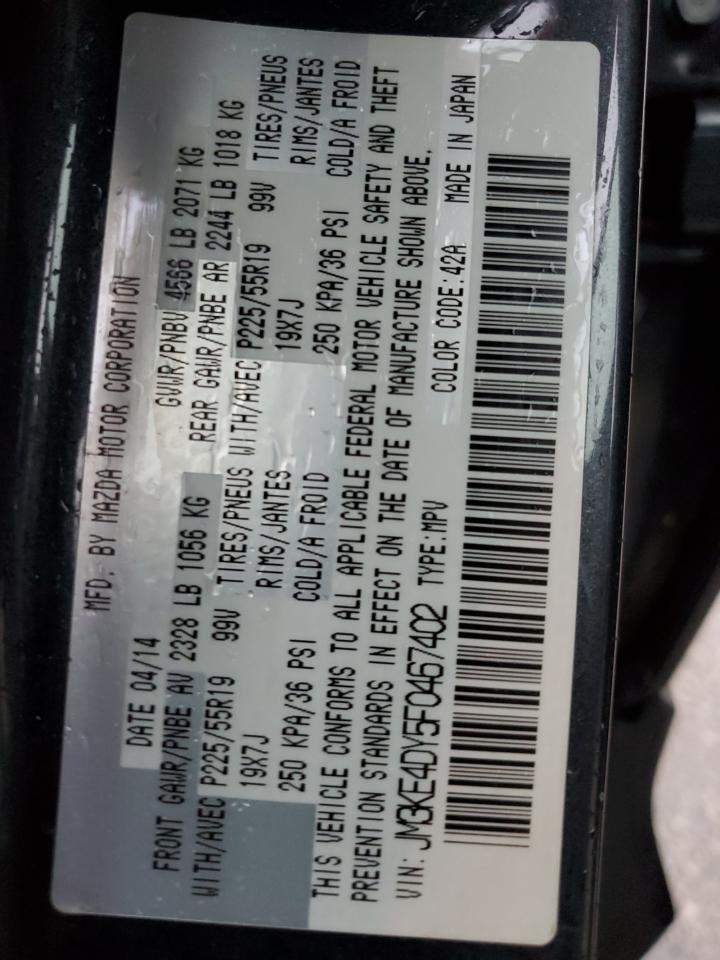 MFD. BY MAZDA MOTOR CORPORATION
DATE 04/14 GVWR/PNBV 4566 LB 2071 KG
FRONT GAWR/PNBE AV 2328 LB 1056 KG REAR GAWR/PNBE AR 2244 LB 1018 KG
WITH/AVEC P225/55R19 99V TIRES/PNEUS WITH/AVEC P225/55R19 99V TIRES/PNEUS
19X7J RIMS/JANTES 19X7J RIMS/JANTES
250 KPA/36 PSI COLD/A FROID 250 KPA/36 PSI COLD/A FROID
THIS VEHICLE CONFORMS TO ALL APPLICABLE FEDERAL MOTOR VEHICLE SAFETY AND THEFT
PREVENTION STANDARDS IN EFFECT ON THE DATE OF MANUFACTURE SHOWN ABOVE.
VIN: JM3KE4DY5F0467402 TYPE:MPV COLOR CODE:42A MADE IN JAPAN